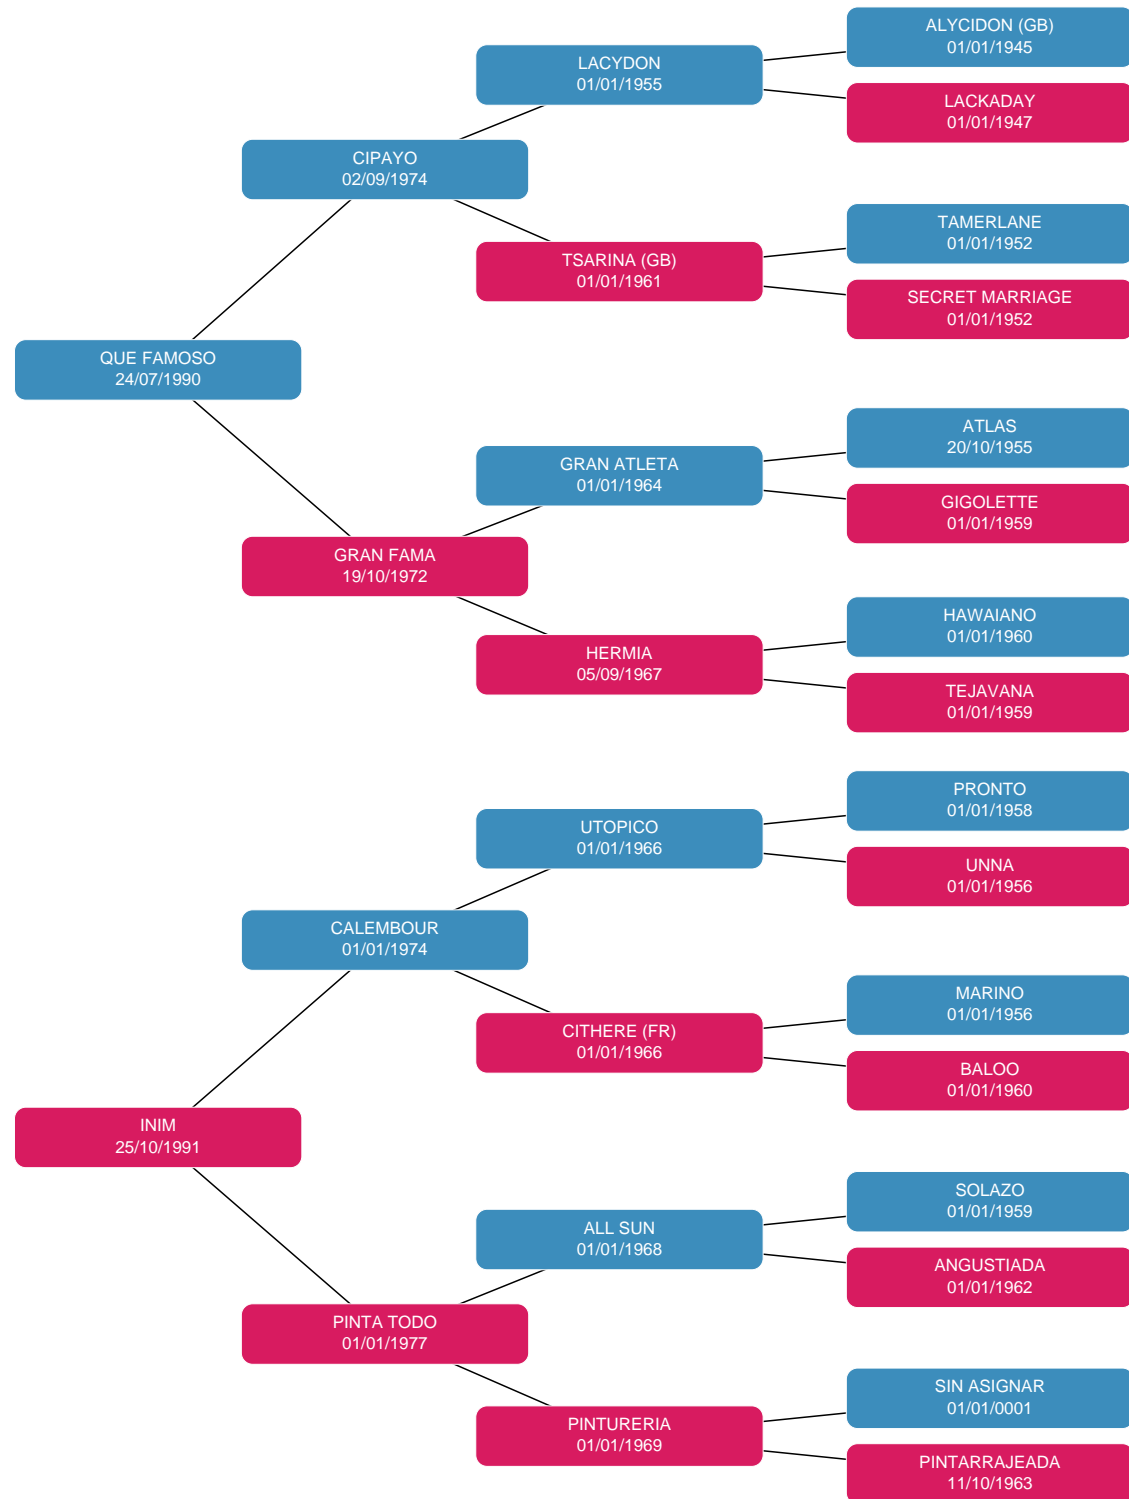 ALYCIDON (GB)
01/01/1945
LACYDON
01/01/1955
LACKADAY
01/01/1947
CIPAYO
02/09/1974
TAMERLANE
01/01/1952
TSARINA (GB)
01/01/1961
SECRET MARRIAGE
01/01/1952
QUE FAMOSO
24/07/1990
ATLAS
20/10/1955
GRAN ATLETA
01/01/1964
GIGOLETTE
01/01/1959
GRAN FAMA
19/10/1972
HAWAIANO
01/01/1960
HERMIA
05/09/1967
TEJAVANA
01/01/1959
PRONTO
01/01/1958
UTOPICO
01/01/1966
UNNA
01/01/1956
CALEMBOUR
01/01/1974
MARINO
01/01/1956
CITHERE (FR)
01/01/1966
BALOO
01/01/1960
INIM
25/10/1991
SOLAZO
01/01/1959
ALL SUN
01/01/1968
ANGUSTIADA
01/01/1962
PINTA TODO
01/01/1977
SIN ASIGNAR
01/01/0001
PINTURERIA
01/01/1969
PINTARRAJEADA
11/10/1963